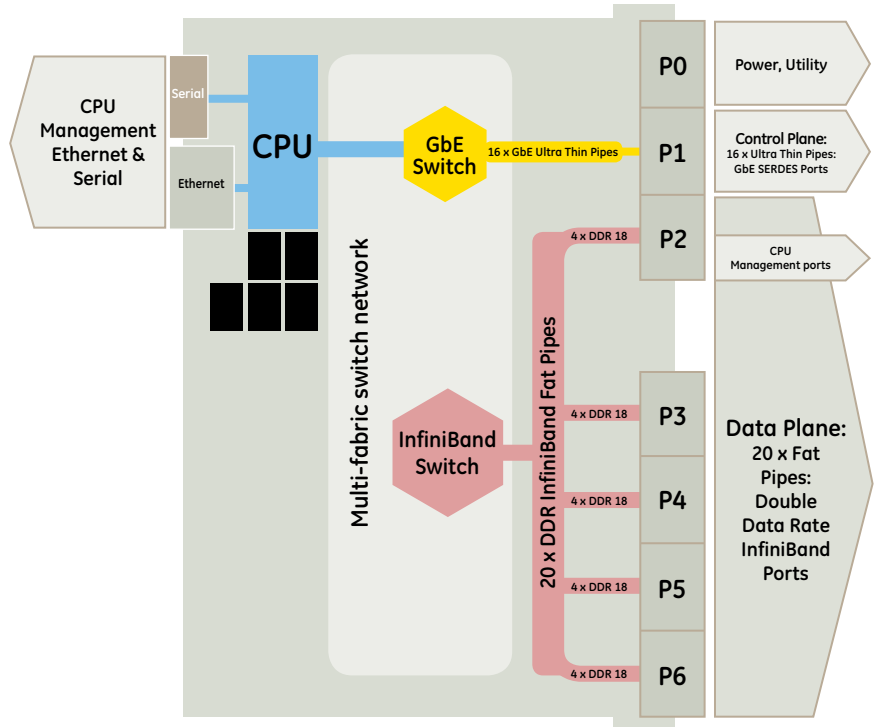 CPU
Management
Ethernet &
Serial
Serial
Ethernet
CPU
GbE
Switch
16 x GbE Ultra Thin Pipes
Multi-fabric switch network
InfiniBand
Switch
20 x DDR InfiniBand Fat Pipes
4 x DDR 18
4 x DDR 18
4 x DDR 18
4 x DDR 18
4 x DDR 18
P0
P1
P2
P3
P4
P5
P6
Power, Utility
Control Plane:
16 x Ultra Thin Pipes:
GbE SERDES Ports
CPU
Management ports
Data Plane:
20 x Fat
Pipes:
Double
Data Rate
InfiniBand
Ports